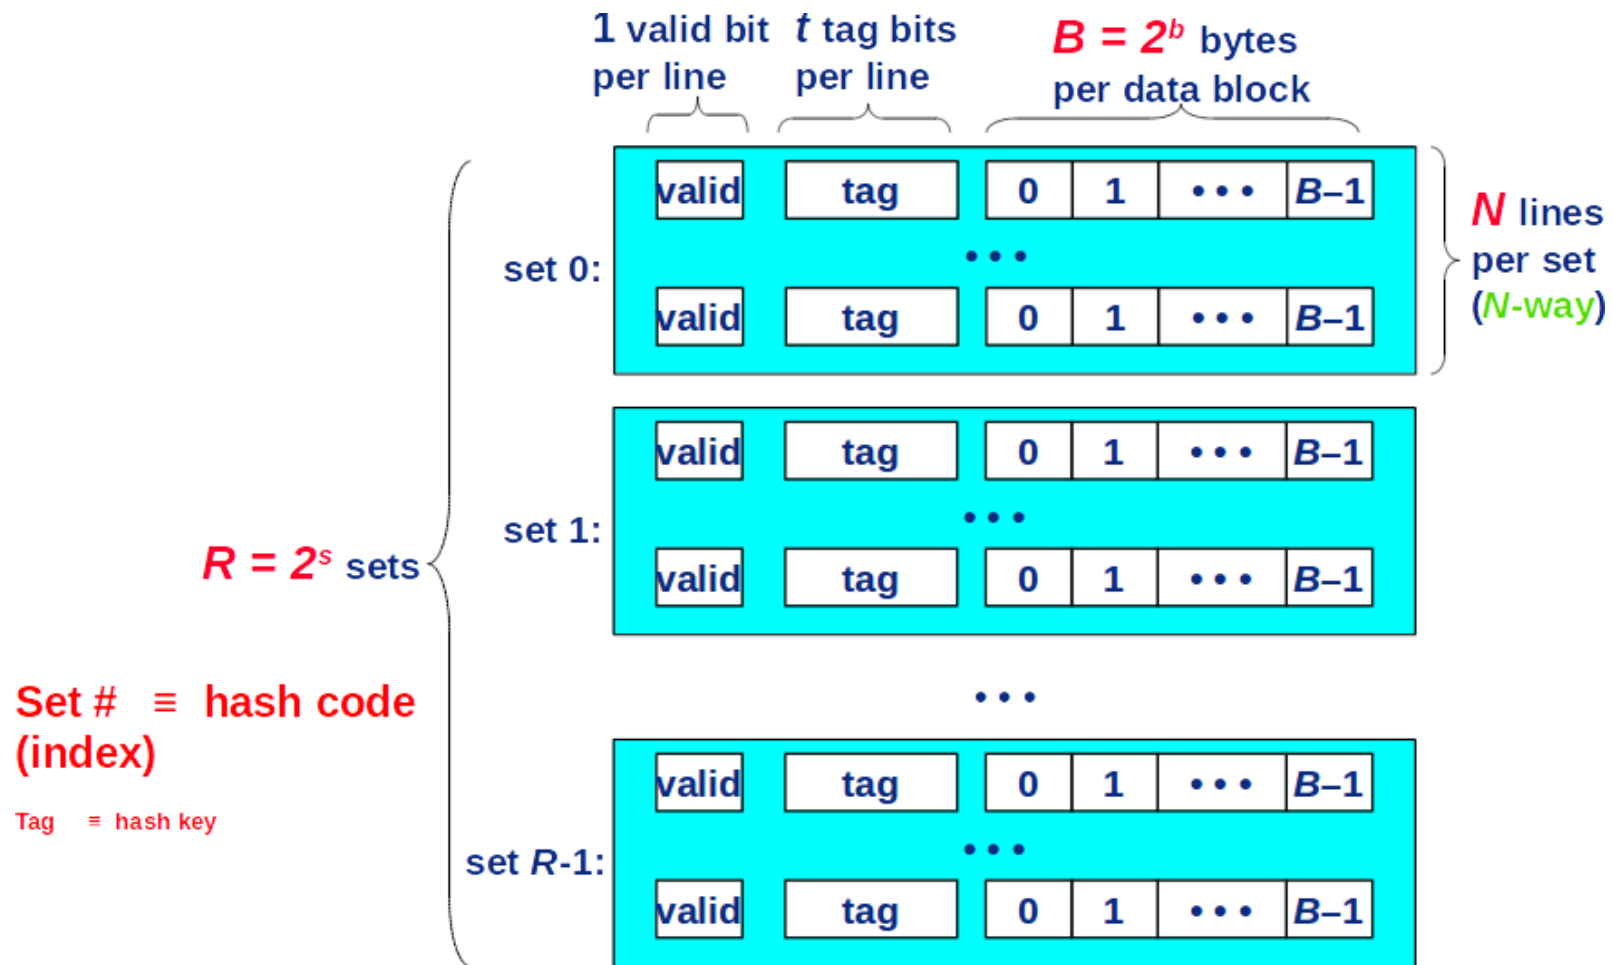 1 valid bit per line
t tag bits per line
B = 2ᵇ bytes per data block
valid tag 0 1 • • • B–1
• • •
set 0:
valid tag 0 1 • • • B–1
N lines per set (N-way)
valid tag 0 1 • • • B–1
• • •
set 1:
valid tag 0 1 • • • B–1
R = 2ˢ sets
• • •
Set # ≡ hash code (index)
Tag ≡ hash key
valid tag 0 1 • • • B–1
• • •
set R-1:
valid tag 0 1 • • • B–1